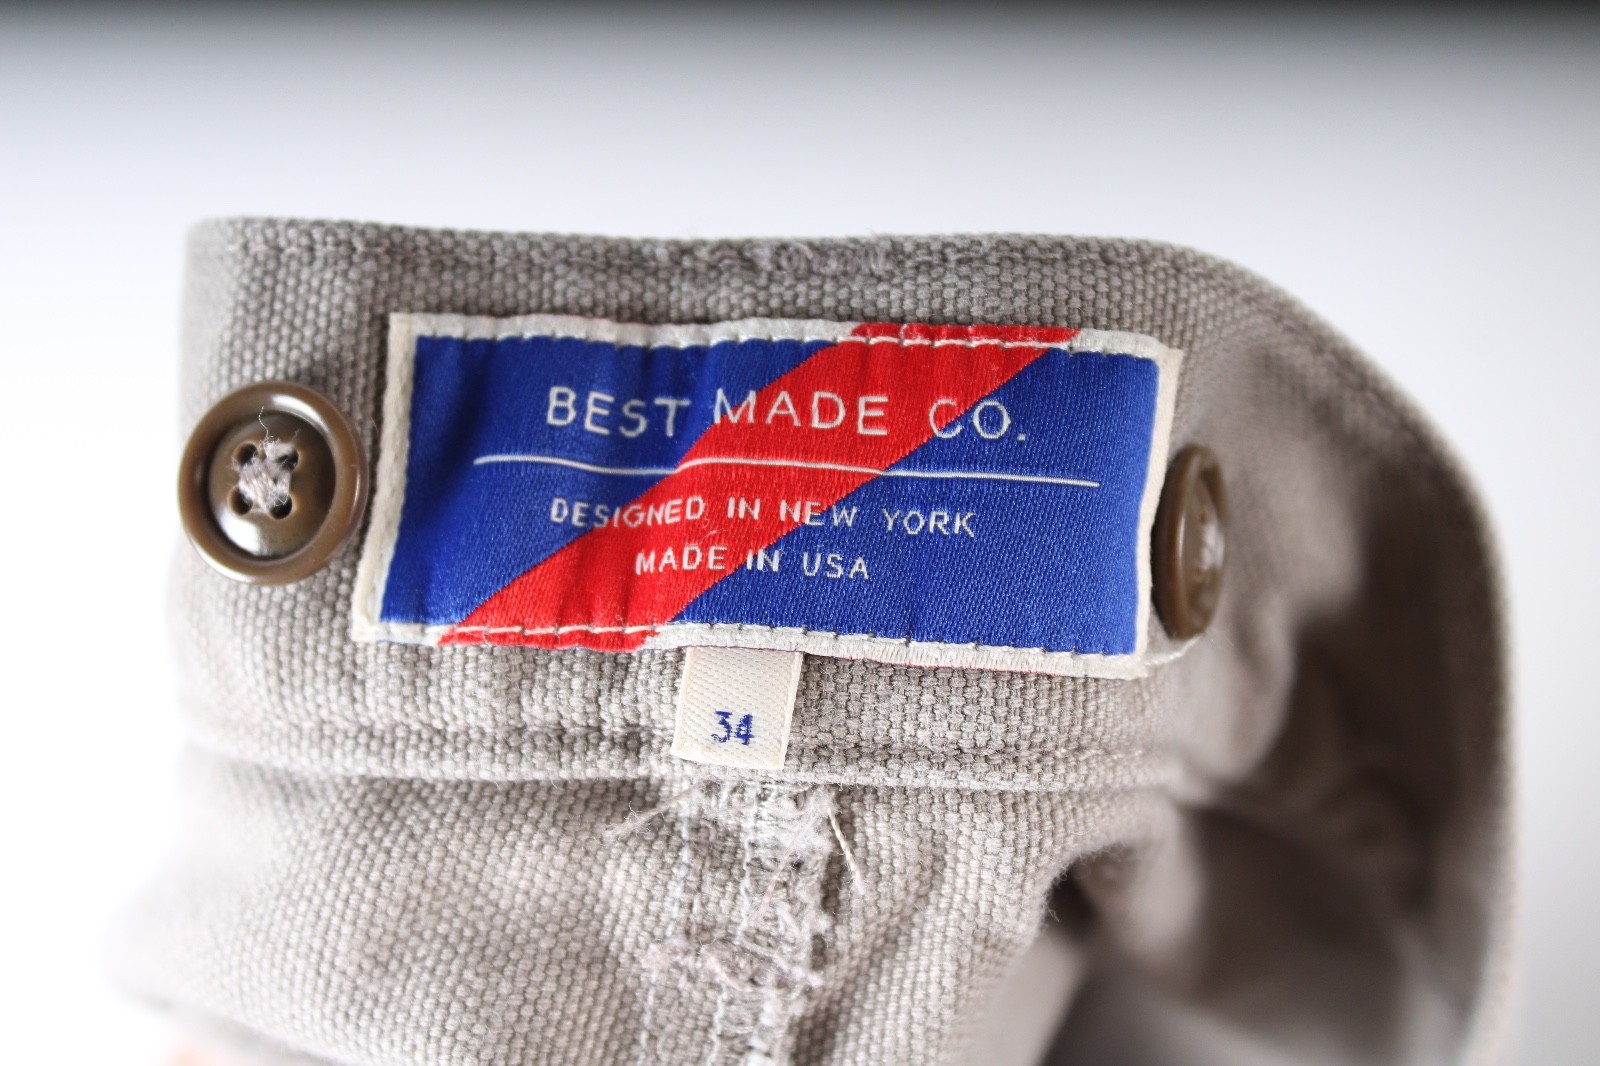 BEST MADE CO.
DESIGNED IN NEW YORK
MADE IN USA
34